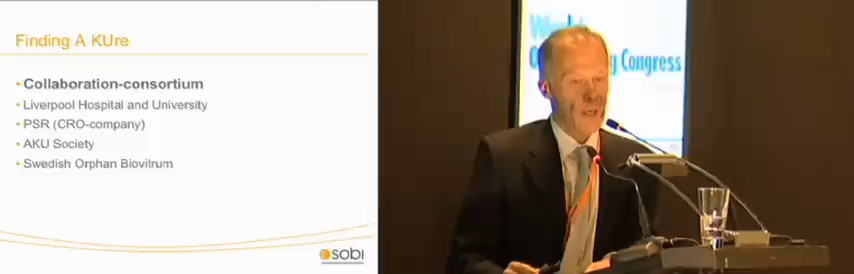 Finding A KUre
• Collaboration-consortium
• Liverpool Hospital and University
• PSR (CRO-company)
• AKU Society
• Swedish Orphan Biovitrum
sobi
Congress